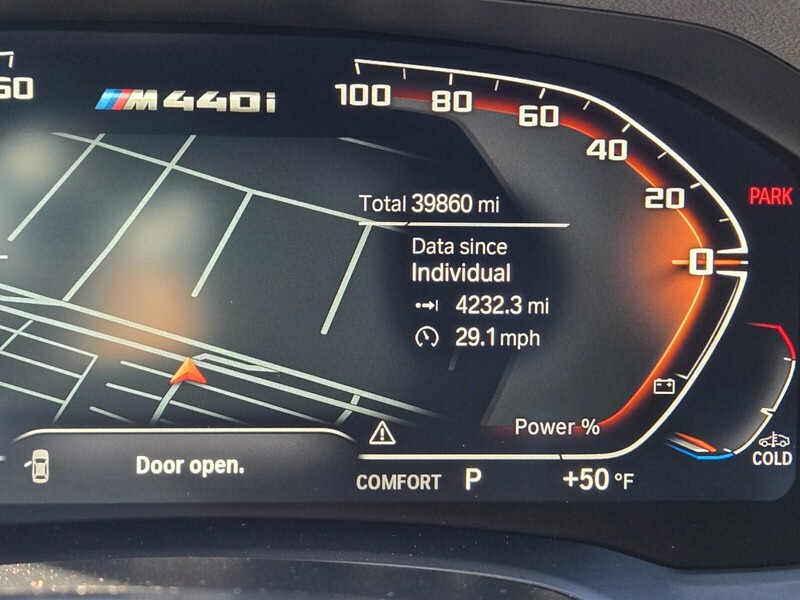 60
M440i
100
80
60
40
20
0
PARK
Total 39860 mi
Data since
Individual
4232.3 mi
29.1 mph
Power %
Door open.
COMFORT P +50 °F
COLD